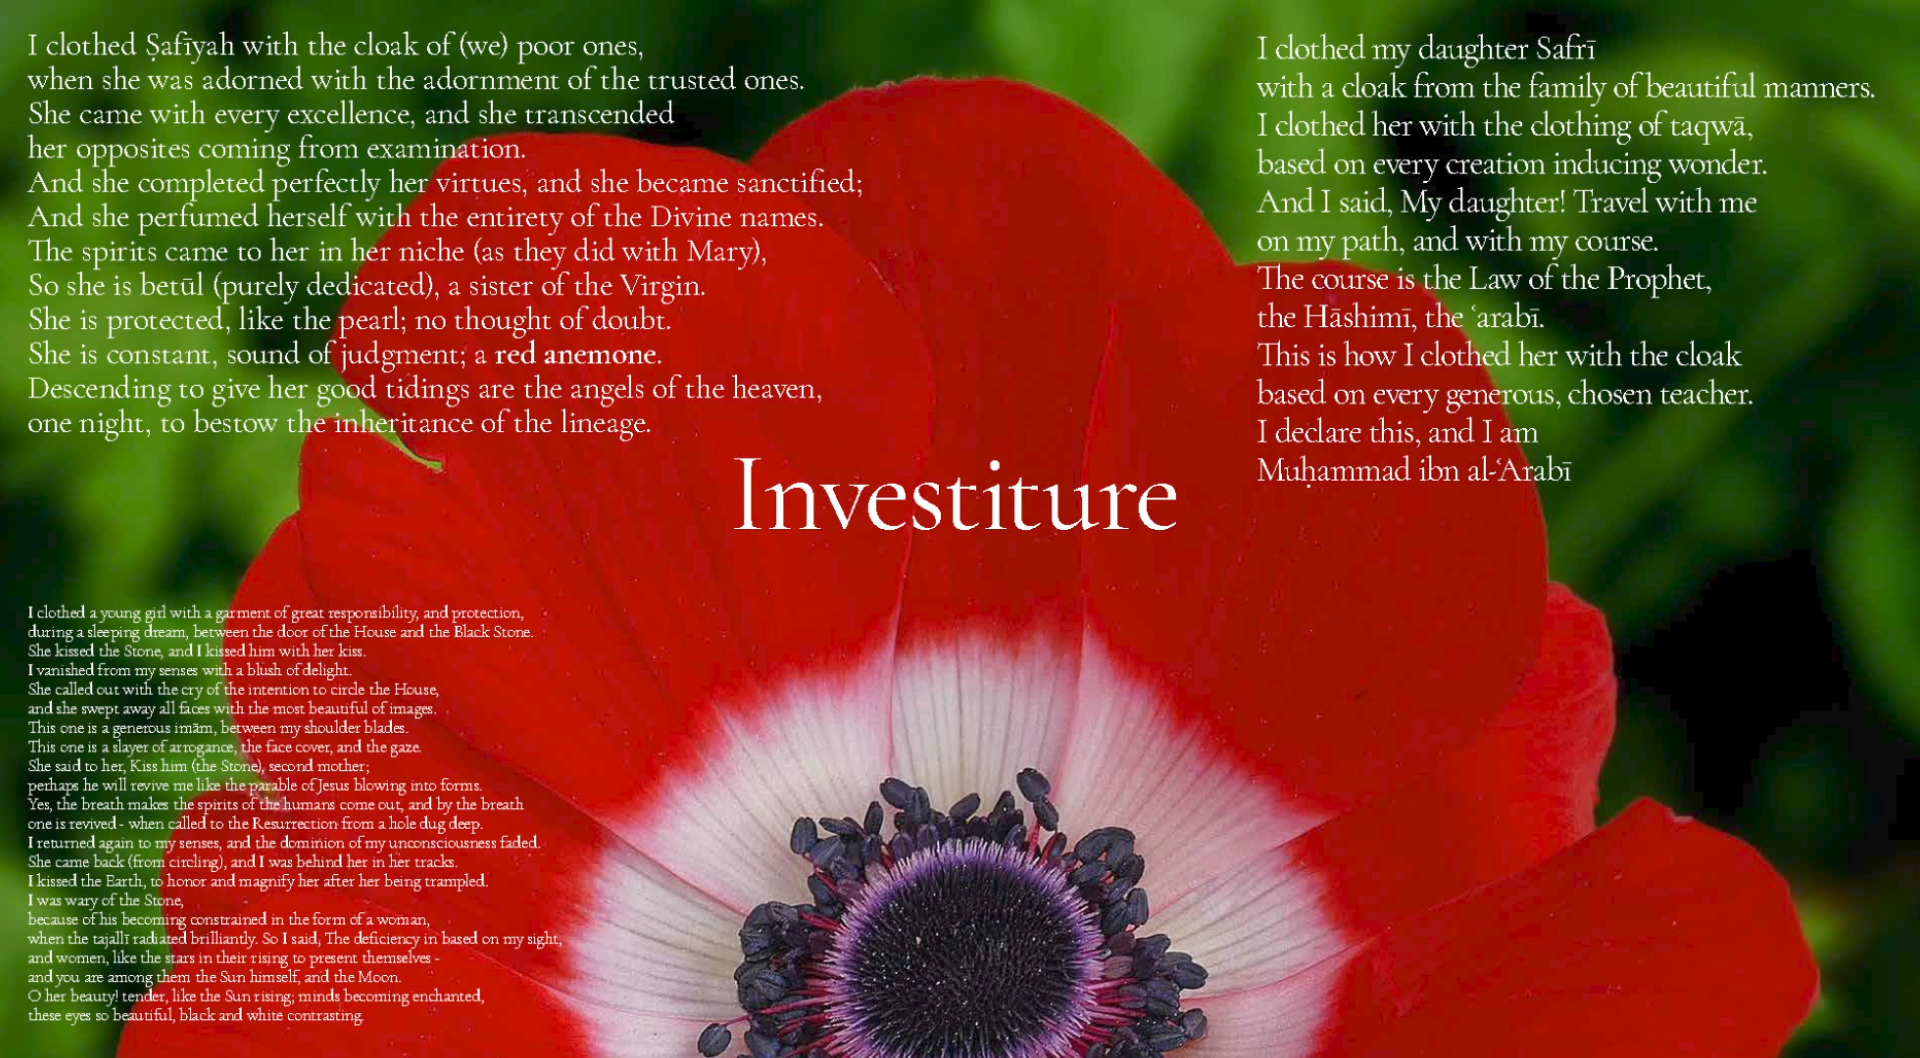 I clothed Ṣafīyah with the cloak of (we) poor ones,
when she was adorned with the adornment of the trusted ones.
She came with every excellence, and she transcended
her opposites coming from examination.
And she completed perfectly her virtues, and she became sanctified;
And she perfumed herself with the entirety of the Divine names.
The spirits came to her in her niche (as they did with Mary),
So she is betūl (purely dedicated), a sister of the Virgin.
She is protected, like the pearl; no thought of doubt.
She is constant, sound of judgment; a red anemone.
Descending to give her good tidings are the angels of the heaven,
one night, to bestow the inheritance of the lineage.
I clothed my daughter Safrī
with a cloak from the family of beautiful manners.
I clothed her with the clothing of taqwā,
based on every creation inducing wonder.
And I said, My daughter! Travel with me
on my path, and with my course.
The course is the Law of the Prophet,
the Hāshimī, the ʿarabī.
This is how I clothed her with the cloak
based on every generous, chosen teacher.
I declare this, and I am
Muḥammad ibn al-ʿArabī
Investiture
I clothed a young girl with a garment of great responsibility, and protection,
during a sleeping dream, between the door of the House and the Black Stone.
She kissed the Stone, and I kissed him with her kiss.
I vanished from my senses with a blush of delight.
She called out with the cry of the intention to circle the House,
and she swept away all faces with the most beautiful of images.
This one is a generous imām, between my shoulder blades.
This one is a slayer of arrogance, the face cover, and the gaze.
She said to her, Kiss him (the Stone), second mother;
perhaps he will revive me like the parable of Jesus blowing into forms.
Yes, the breath makes the spirits of the humans come out, and by the breath
one is revived - when called to the Resurrection from a hole dug deep.
I returned again to my senses, and the dominion of my unconsciousness faded.
She came back (from circling), and I was behind her in her tracks.
I kissed the Earth, to honor and magnify her after her being trampled.
I was wary of the Stone,
because of his becoming constrained in the form of a woman,
when the tajallī radiated brilliantly. So I said, The deficiency in based on my sight,
and women, like the stars in their rising to present themselves -
and you are among them the Sun himself, and the Moon.
O her beauty! tender, like the Sun rising; minds becoming enchanted,
these eyes so beautiful, black and white contrasting.